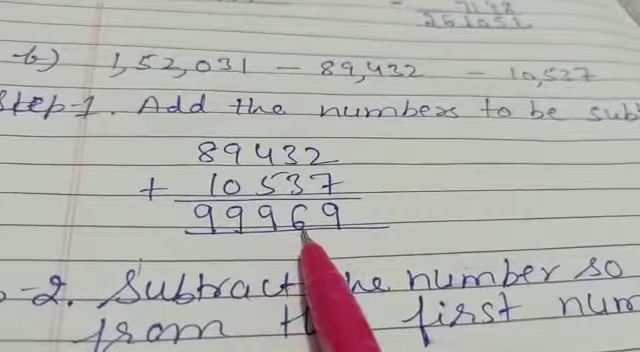 b) 1,52,031 - 89,432 - 10,537
Step-1. Add the numbers to be sub
89432
+ 10537
99969
-2. Subtract the number so
from first num